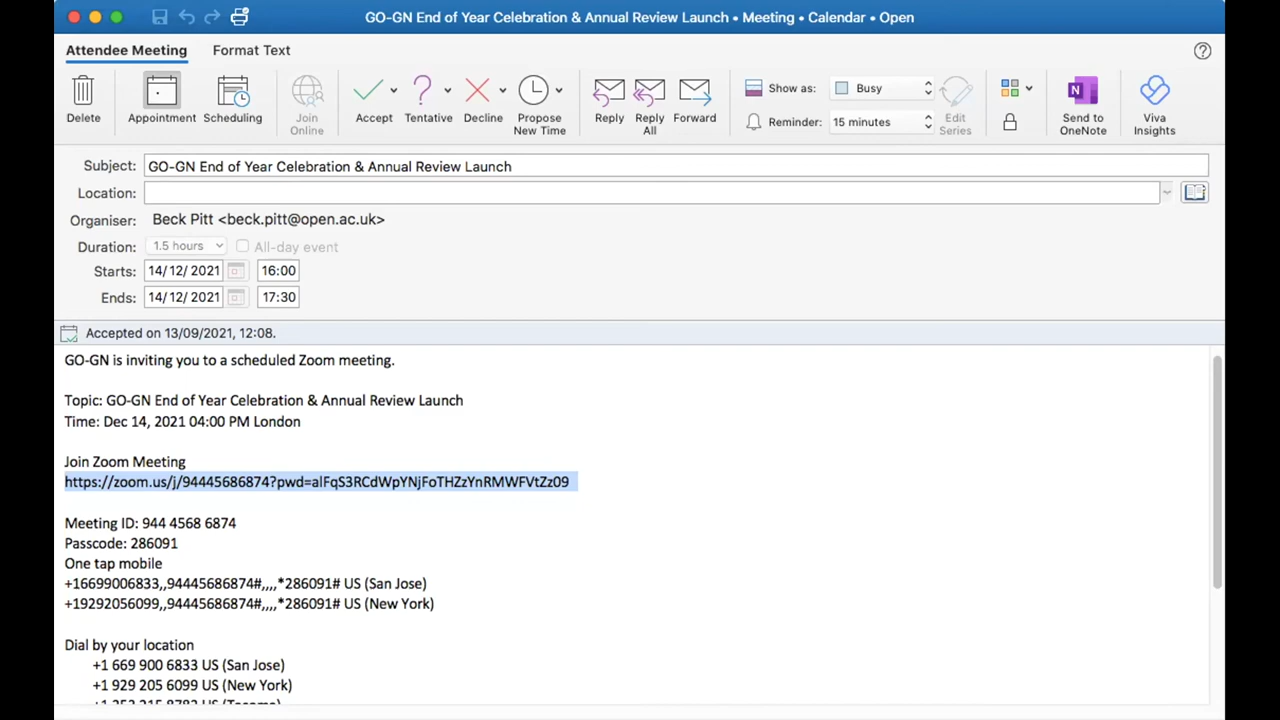 GO-GN End of Year Celebration & Annual Review Launch • Meeting • Calendar • Open
Attendee Meeting Format Text
Delete Appointment Scheduling Join Online Accept Tentative Decline Propose New Time Reply Reply All Forward Show as: Busy Reminder: 15 minutes Edit Series Send to OneNote Viva Insights
Subject: GO-GN End of Year Celebration & Annual Review Launch
Location:
Organiser: Beck Pitt <beck.pitt@open.ac.uk>
Duration: 1.5 hours All-day event
Starts: 14/12/2021 16:00
Ends: 14/12/2021 17:30
Accepted on 13/09/2021, 12:08.
GO-GN is inviting you to a scheduled Zoom meeting.
Topic: GO-GN End of Year Celebration & Annual Review Launch
Time: Dec 14, 2021 04:00 PM London
Join Zoom Meeting
https://zoom.us/j/94445686874?pwd=alFqS3RCdWpYNjFoTHZzYnRMWFVtZz09
Meeting ID: 944 4568 6874
Passcode: 286091
One tap mobile
+16699006833,,94445686874#,,,,*286091# US (San Jose)
+19292056099,,94445686874#,,,,*286091# US (New York)
Dial by your location
+1 669 900 6833 US (San Jose)
+1 929 205 6099 US (New York)
+1 253 215 8782 US (Tacoma)